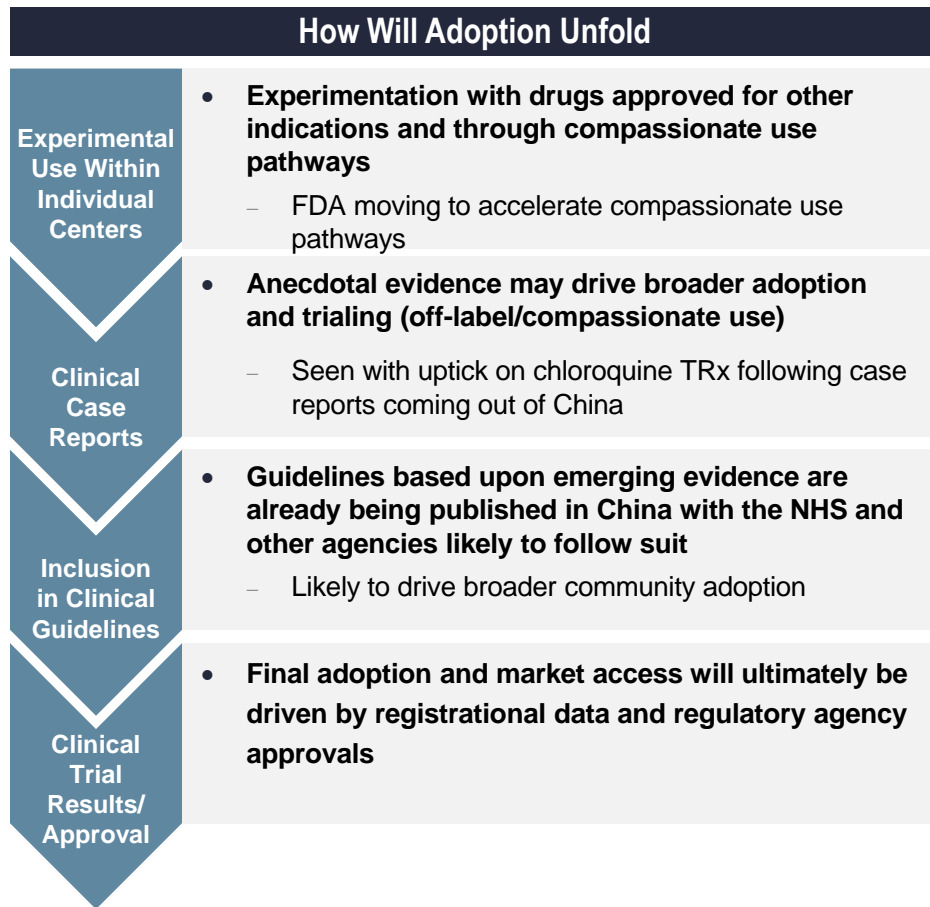 How Will Adoption Unfold
Experimental
Use Within
Individual
Centers
• Experimentation with drugs approved for other
indications and through compassionate use
pathways
– FDA moving to accelerate compassionate use
pathways
Clinical
Case
Reports
• Anecdotal evidence may drive broader adoption
and trialing (off-label/compassionate use)
– Seen with uptick on chloroquine TRx following case
reports coming out of China
Inclusion
in Clinical
Guidelines
• Guidelines based upon emerging evidence are
already being published in China with the NHS and
other agencies likely to follow suit
– Likely to drive broader community adoption
Clinical
Trial
Results/
Approval
• Final adoption and market access will ultimately be
driven by registrational data and regulatory agency
approvals